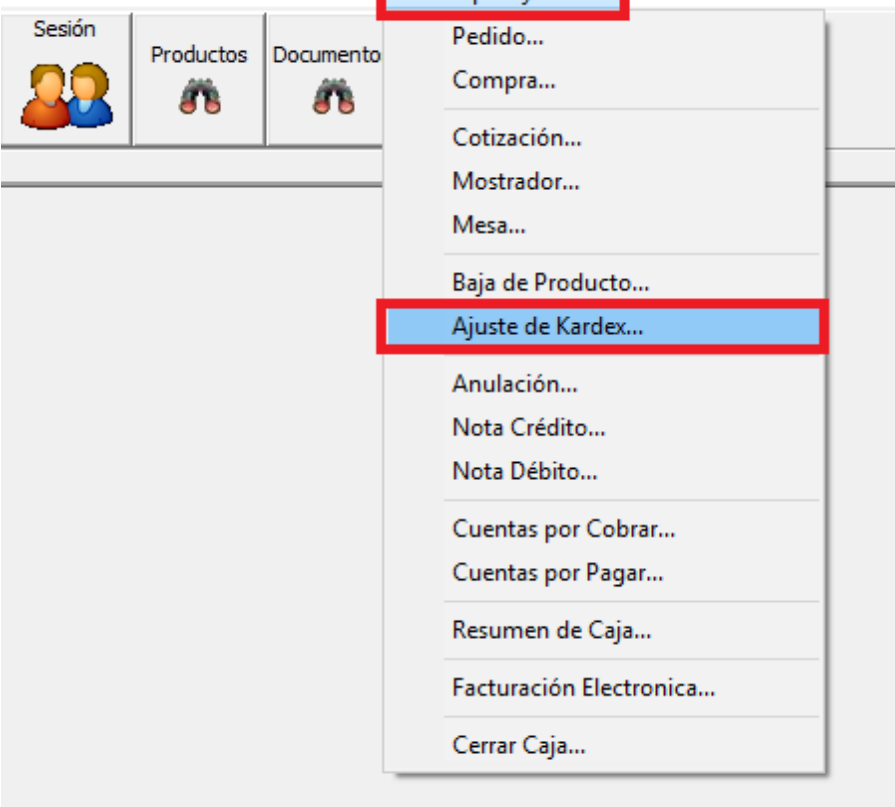 Sesión
Productos
Documento
Pedido...
Compra...
Cotización...
Mostrador...
Mesa...
Baja de Producto...
Ajuste de Kardex...
Anulación...
Nota Crédito...
Nota Débito...
Cuentas por Cobrar...
Cuentas por Pagar...
Resumen de Caja...
Facturación Electronica...
Cerrar Caja...